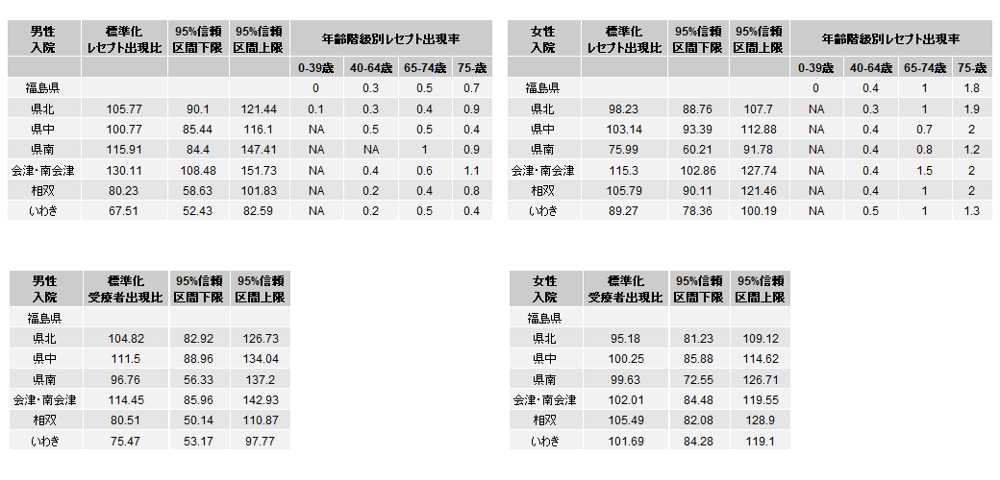 男性 標準化 95%信頼 95%信頼 年齢階級別レセプト出現率
入院 レセプト出現比 区間下限 区間上限
0-39歳 40-64歳 65-74歳 75-歳
福島県 0 0.3 0.5 0.7
県北 105.77 90.1 121.44 0.1 0.3 0.4 0.9
県中 100.77 85.44 116.1 NA 0.5 0.5 0.4
県南 115.91 84.4 147.41 NA NA 1 0.9
会津・南会津 130.11 108.48 151.73 NA 0.4 0.6 1.1
相双 80.23 58.63 101.83 NA 0.2 0.4 0.8
いわき 67.51 52.43 82.59 NA 0.2 0.5 0.4
女性 標準化 95%信頼 95%信頼 年齢階級別レセプト出現率
入院 レセプト出現比 区間下限 区間上限
0-39歳 40-64歳 65-74歳 75-歳
福島県 0 0.4 1 1.8
県北 98.23 88.76 107.7 NA 0.3 1 1.9
県中 103.14 93.39 112.88 NA 0.4 0.7 2
県南 75.99 60.21 91.78 NA 0.4 0.8 1.2
会津・南会津 115.3 102.86 127.74 NA 0.4 1.5 2
相双 105.79 90.11 121.46 NA 0.4 1 2
いわき 89.27 78.36 100.19 NA 0.5 1 1.3
男性 標準化 95%信頼 95%信頼
入院 受療者出現比 区間下限 区間上限
福島県
県北 104.82 82.92 126.73
県中 111.5 88.96 134.04
県南 96.76 56.33 137.2
会津・南会津 114.45 85.96 142.93
相双 80.51 50.14 110.87
いわき 75.47 53.17 97.77
女性 標準化 95%信頼 95%信頼
入院 受療者出現比 区間下限 区間上限
福島県
県北 95.18 81.23 109.12
県中 100.25 85.88 114.62
県南 99.63 72.55 126.71
会津・南会津 102.01 84.48 119.55
相双 105.49 82.08 128.9
いわき 101.69 84.28 119.1